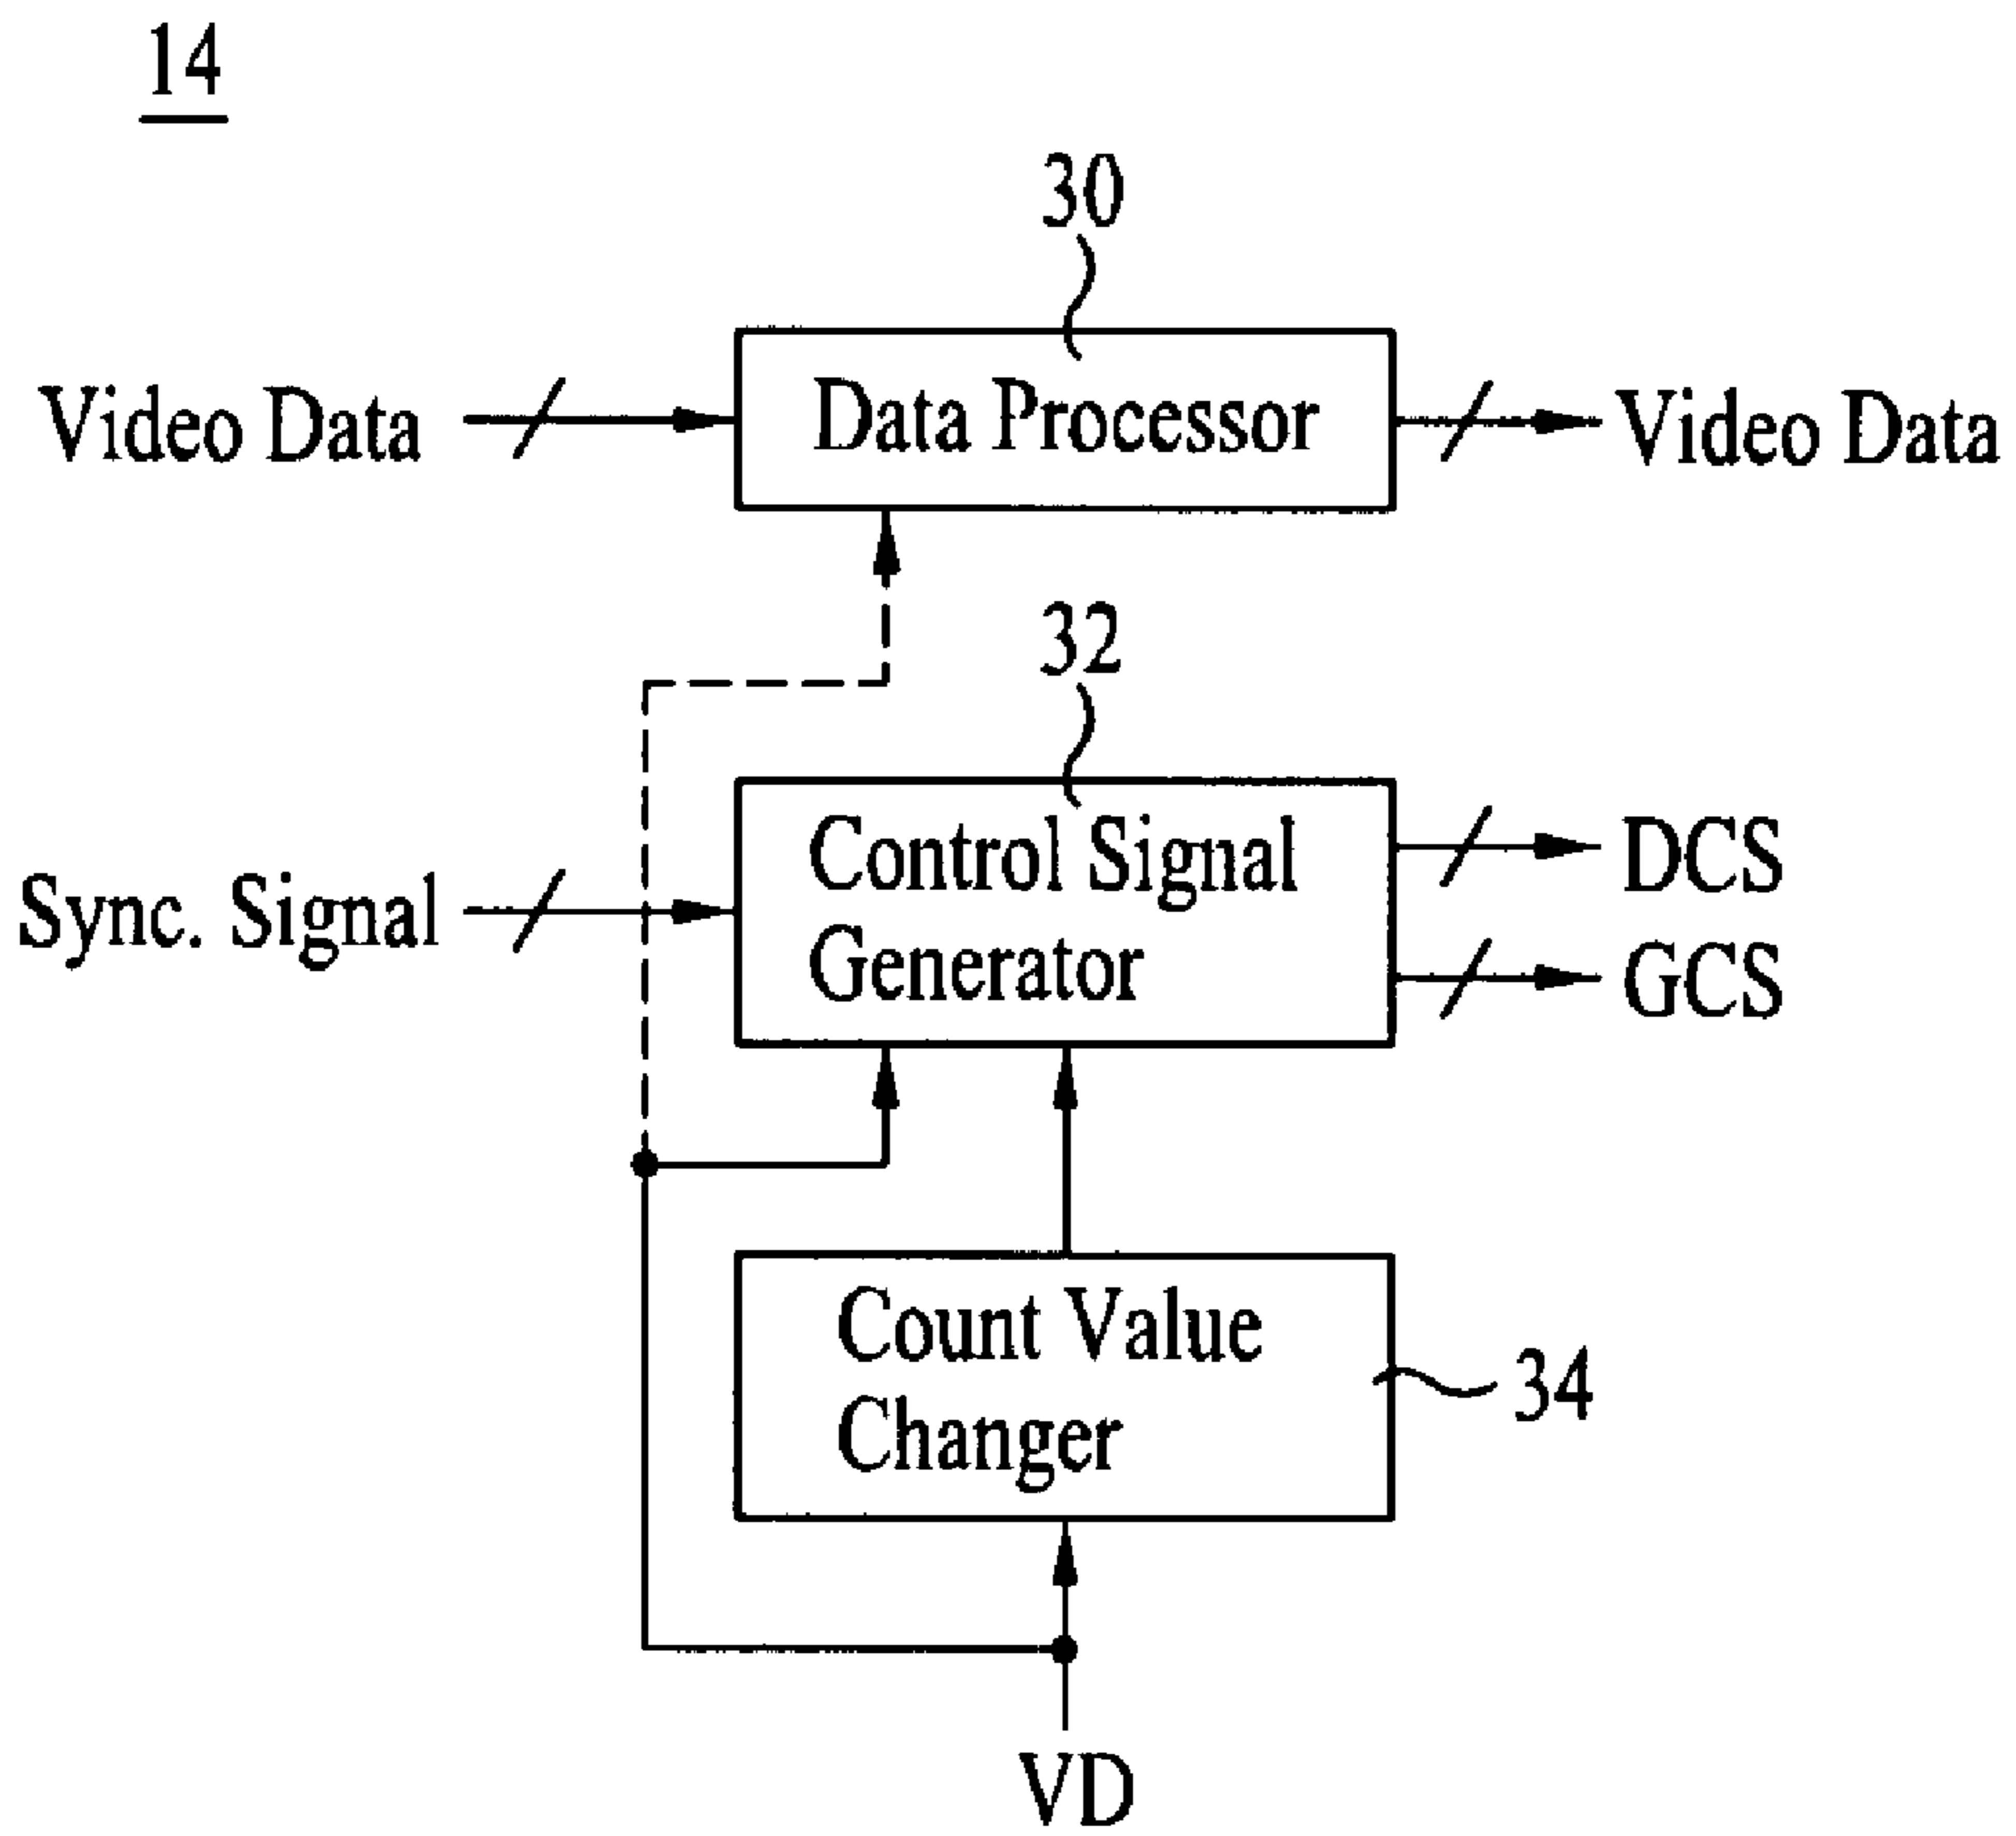 14
30
Video Data
Data Processor
Video Data
32
Sync. Signal
Control Signal
Generator
DCS
GCS
Count Value
Changer
34
VD